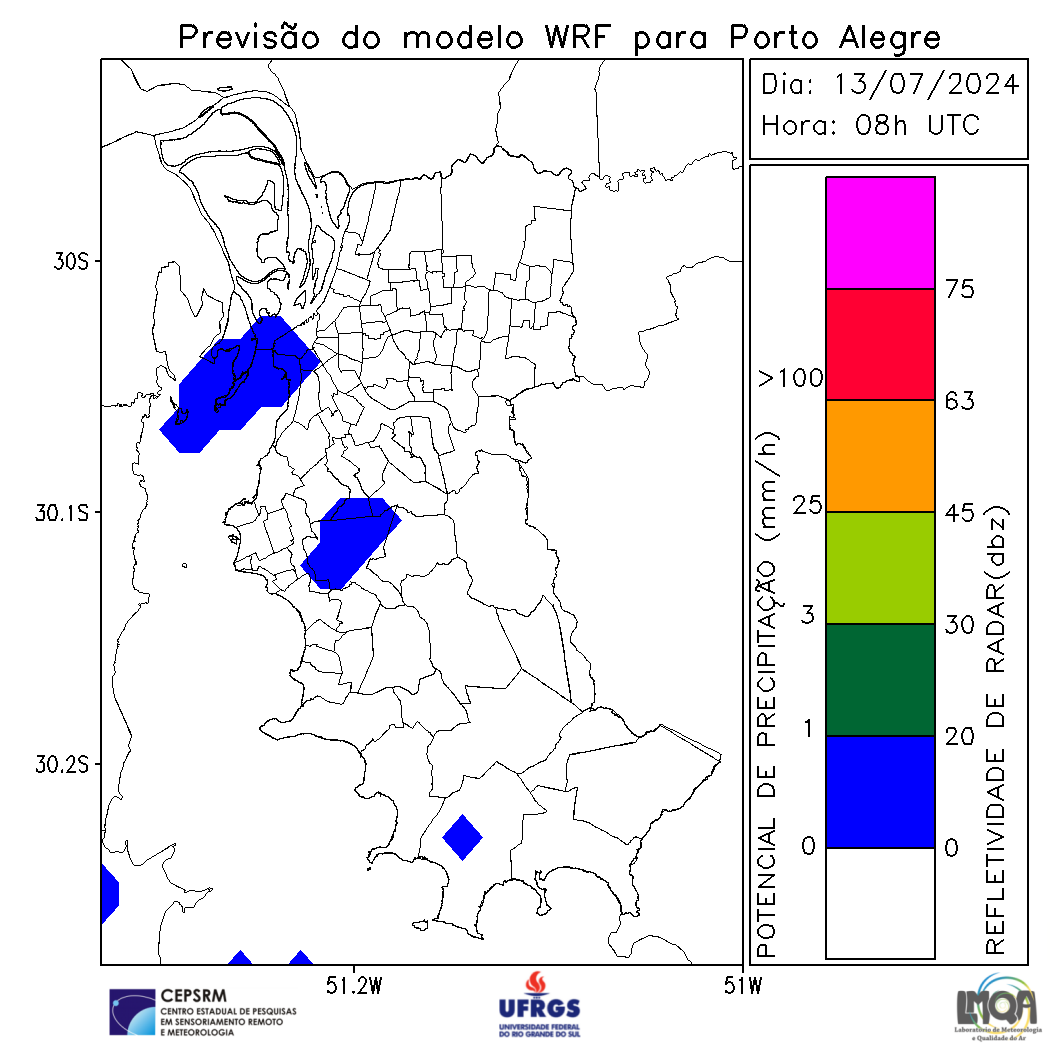 Previsão do modelo WRF para Porto Alegre
Dia: 13/07/2024
Hora: 08h UTC
30S
30.1S
30.2S
51.2W
51W
POTENCIAL DE PRECIPITAÇÃO (mm/h)
>100
25
3
1
0
75
63
45
30
20
0
REFLETIVIDADE DE RADAR(dbz)
CEPSRM
CENTRO ESTADUAL DE PESQUISAS
EM SENSORIAMENTO REMOTO
E METEOROLOGIA
UFRGS
UNIVERSIDADE FEDERAL
DO RIO GRANDE DO SUL
LMQA
Laboratório de Meteorologia
e Qualidade do Ar